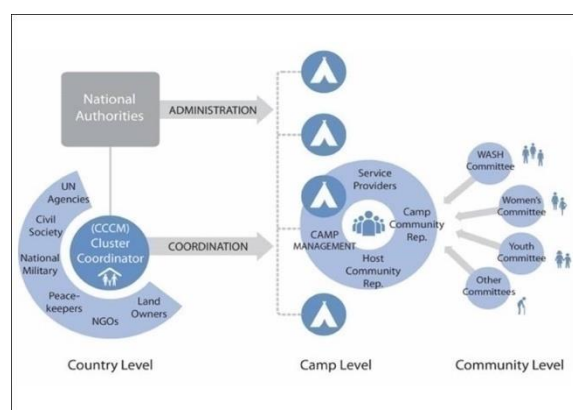 National
Authorities
ADMINISTRATION
UN
Agencies
Civil
Society
National
Military
Peace-
keepers
NGOs
Land
Owners
(CCCM)
Cluster
Coordinator
COORDINATION
Service
Providers
CAMP
MANAGEMENT
Camp
Community
Rep.
Host
Community
Rep.
WASH
Committee
Women's
Committee
Youth
Committee
Other
Committees
Country Level
Camp Level
Community Level